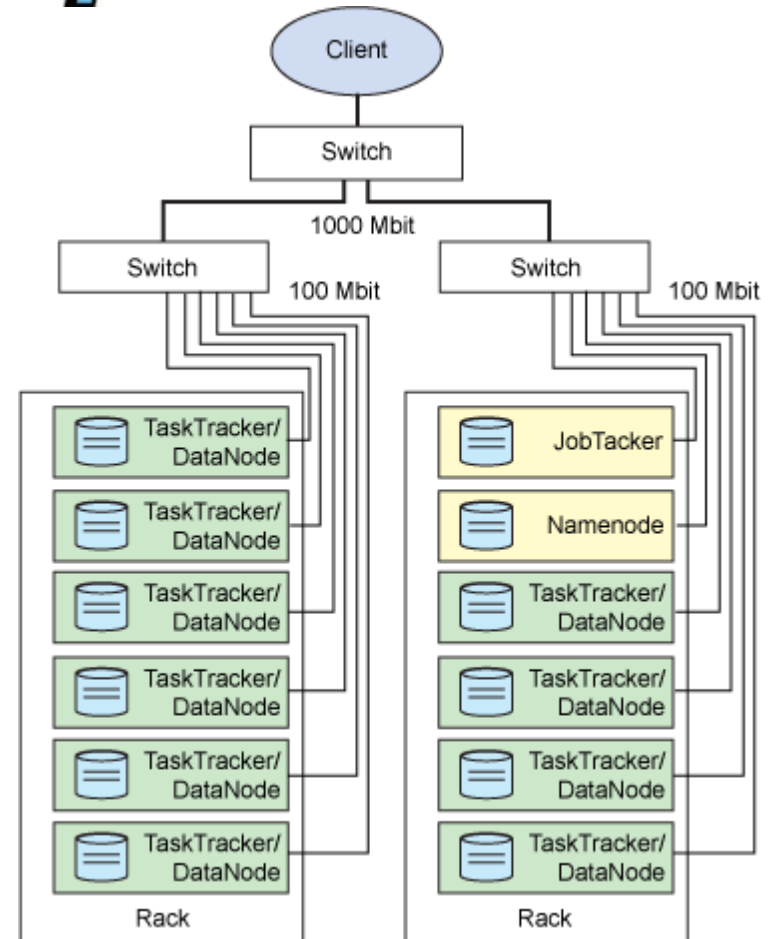 Client
Switch
1000 Mbit
Switch
100 Mbit
Switch
100 Mbit
TaskTracker/
DataNode
TaskTracker/
DataNode
TaskTracker/
DataNode
TaskTracker/
DataNode
TaskTracker/
DataNode
TaskTracker/
DataNode
Rack
JobTacker
Namenode
TaskTracker/
DataNode
TaskTracker/
DataNode
TaskTracker/
DataNode
TaskTracker/
DataNode
Rack